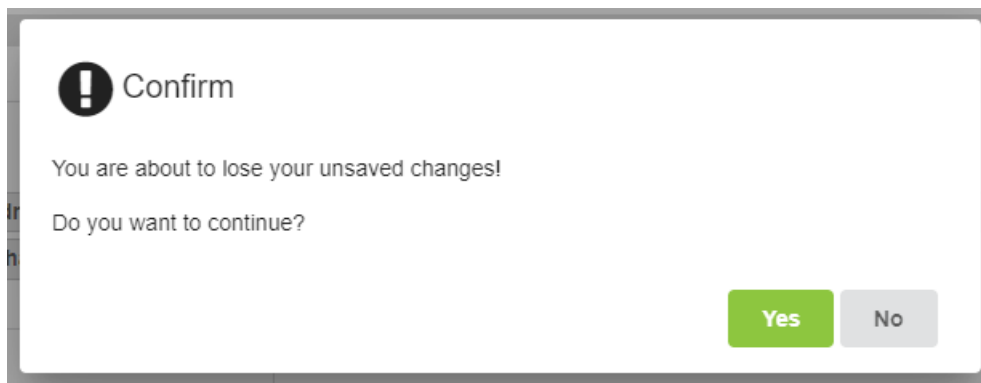 Confirm
You are about to lose your unsaved changes!
Do you want to continue?
Yes No